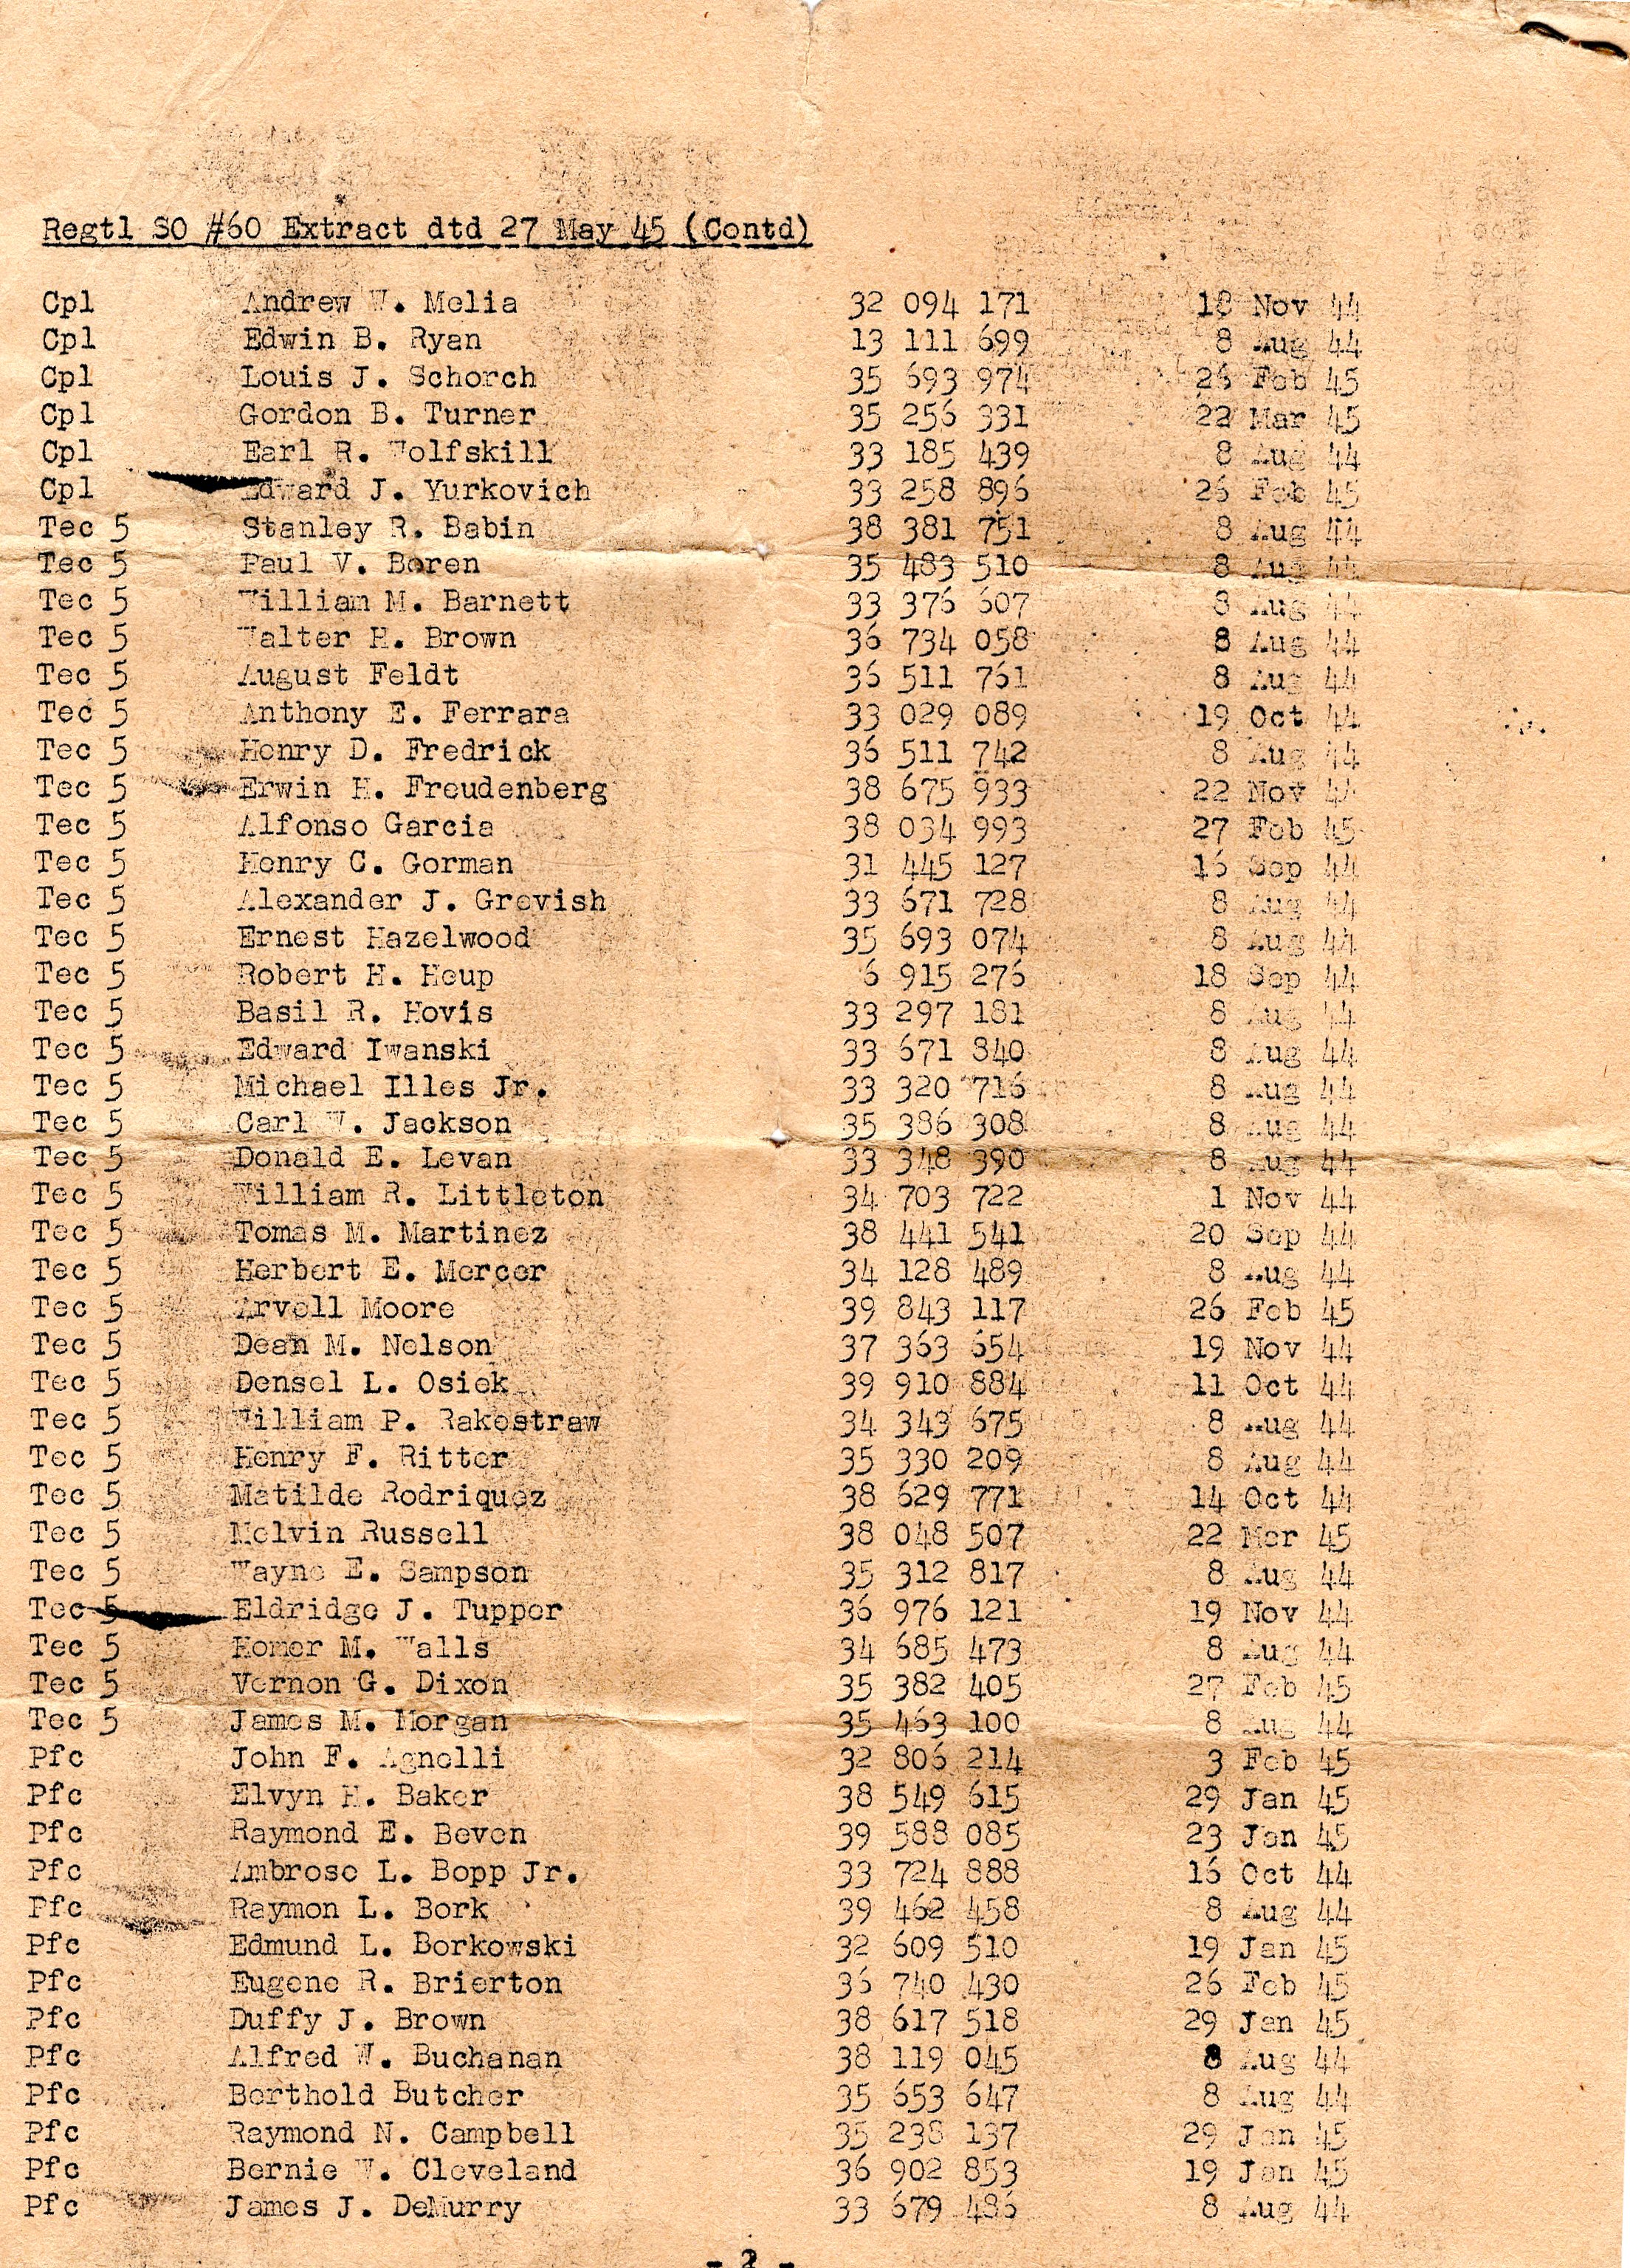 Regtl SO #60 Extract dtd 27 May 45 (Contd)
Cpl Andrew W. Melia 32 094 171 18 Nov 44
Cpl Edwin B. Ryan 13 111 699 8 Aug 44
Cpl Louis J. Schorch 35 693 974 26 Feb 45
Cpl Gordon B. Turner 35 256 331 22 Mar 45
Cpl Earl R. Wolfskill 33 185 439 8 Aug 44
Cpl Edward J. Yurkovich 33 258 896 26 Feb 45
Tec 5 Stanley R. Babin 38 381 751 8 Aug 44
Tec 5 Paul V. Boren 35 483 510 8 Aug 44
Tec 5 William M. Barnett 33 376 607 8 Aug 44
Tec 5 Walter H. Brown 36 734 058 8 Aug 44
Tec 5 August Feldt 36 511 761 8 Aug 44
Tec 5 Anthony E. Ferrara 33 029 089 19 Oct 44
Tec 5 Henry D. Fredrick 36 511 742 8 Aug 44
Tec 5 Erwin H. Freudenberg 38 675 933 22 Nov 44
Tec 5 Alfonso Garcia 38 034 993 27 Feb 45
Tec 5 Henry C. Gorman 31 445 127 16 Sep 44
Tec 5 Alexander J. Grevish 33 671 728 8 Aug 44
Tec 5 Ernest Hazelwood 35 693 074 8 Aug 44
Tec 5 Robert H. Heup 6 915 276 18 Sep 44
Tec 5 Basil R. Hovis 33 297 181 8 Aug 44
Tec 5 Edward Iwanski 33 671 840 8 Aug 44
Tec 5 Michael Illes Jr. 33 320 716 8 Aug 44
Tec 5 Carl W. Jackson 35 386 308 8 Aug 44
Tec 5 Donald E. Levan 33 348 390 8 Aug 44
Tec 5 William R. Littleton 34 703 722 1 Nov 44
Tec 5 Tomas M. Martinez 38 441 541 20 Sep 44
Tec 5 Herbert E. Mercer 34 128 489 8 Aug 44
Tec 5 Arvell Moore 39 843 117 26 Feb 45
Tec 5 Dean M. Nelson 37 363 654 19 Nov 44
Tec 5 Densel L. Osiek 39 910 884 11 Oct 44
Tec 5 William P. Rakestraw 34 343 675 8 Aug 44
Tec 5 Henry F. Ritter 35 330 209 8 Aug 44
Tec 5 Matilde Rodriquez 38 629 771 14 Oct 44
Tec 5 Melvin Russell 38 048 507 22 Mar 45
Tec 5 Wayne E. Sampson 35 312 817 8 Aug 44
Tec 5 Eldridge J. Tupper 36 976 121 19 Nov 44
Tec 5 Homer M. Walls 34 685 473 8 Aug 44
Tec 5 Vernon G. Dixon 35 382 405 27 Feb 45
Tec 5 James M. Morgan 35 463 100 8 Aug 44
Pfc John F. Agnelli 32 806 214 3 Feb 45
Pfc Elvyn H. Baker 38 549 615 29 Jan 45
Pfc Raymond E. Beven 39 588 085 23 Jan 45
Pfc Ambrose L. Bopp Jr. 33 724 888 16 Oct 44
Pfc Raymon L. Bork 39 462 458 8 Aug 44
Pfc Edmund L. Borkowski 32 609 510 19 Jan 45
Pfc Eugene R. Brierton 36 740 430 26 Feb 45
Pfc Duffy J. Brown 38 617 518 29 Jan 45
Pfc Alfred W. Buchanan 38 119 045 8 Aug 44
Pfc Berthold Butcher 35 653 647 8 Aug 44
Pfc Raymond N. Campbell 35 238 137 29 Jan 45
Pfc Bernie W. Cleveland 36 902 853 19 Jan 45
Pfc James J. DeMurry 33 679 486 8 Aug 44
- 2 -